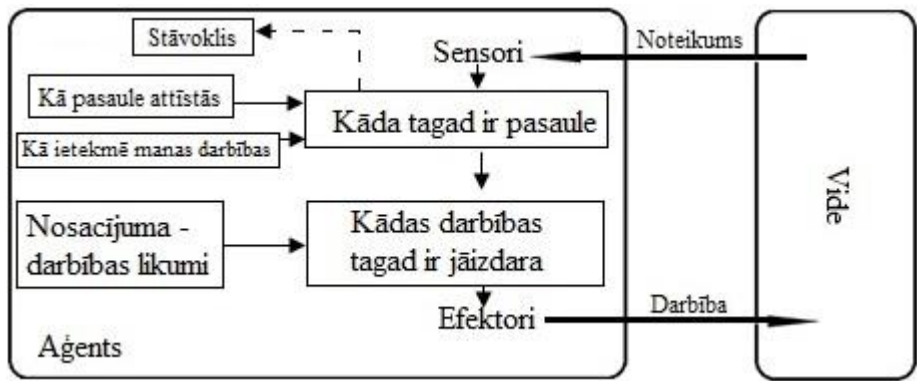 Stāvoklis
Sensori
Noteikums
Kā pasaule attīstās
Kāda tagad ir pasaule
Kā ietekmē manas darbības
Vide
Nosacījuma -
darbības likumi
Kādas darbības
tagad ir jāizdara
Efektori
Darbība
Aģents